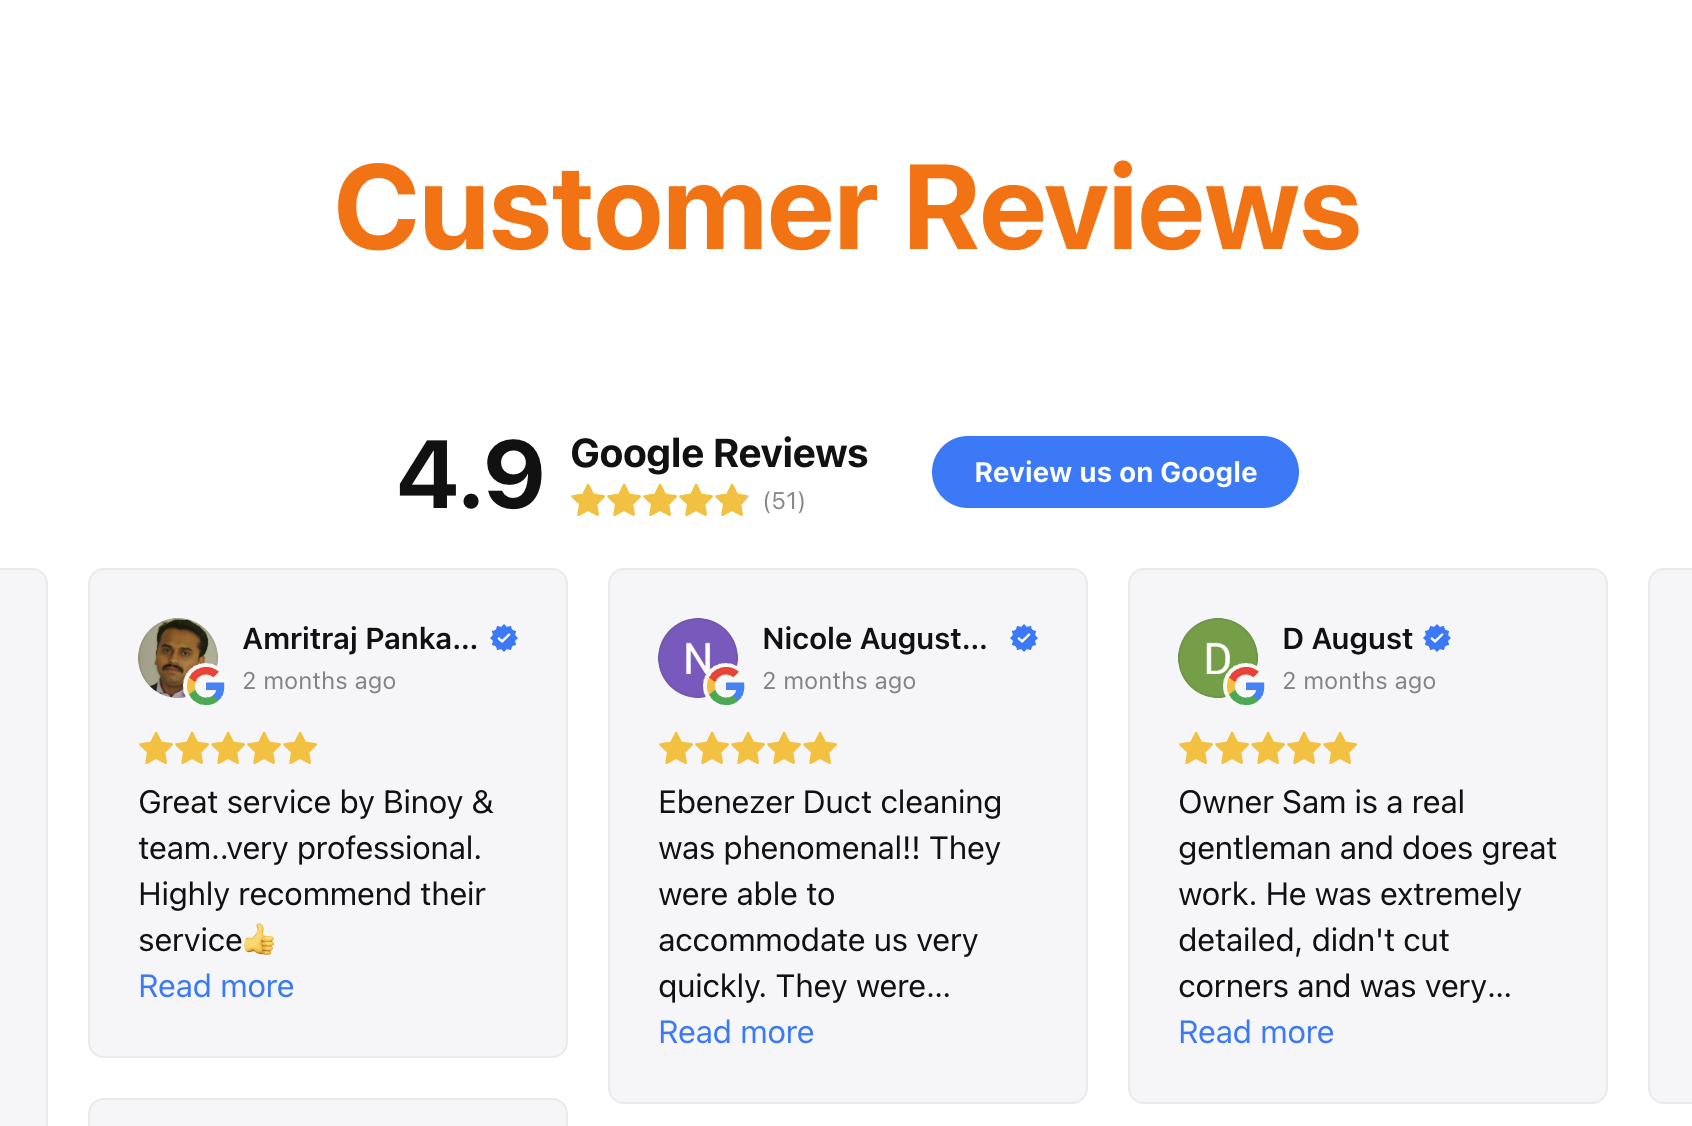 Customer Reviews
4.9
Google Reviews
(51)
Review us on Google
Amritraj Panka...
2 months ago
Great service by Binoy &
team..very professional.
Highly recommend their
service👍
Read more
N
Nicole August...
2 months ago
Ebenezer Duct cleaning
was phenomenal!! They
were able to
accommodate us very
quickly. They were...
Read more
D
D August
2 months ago
Owner Sam is a real
gentleman and does great
work. He was extremely
detailed, didn't cut
corners and was very...
Read more